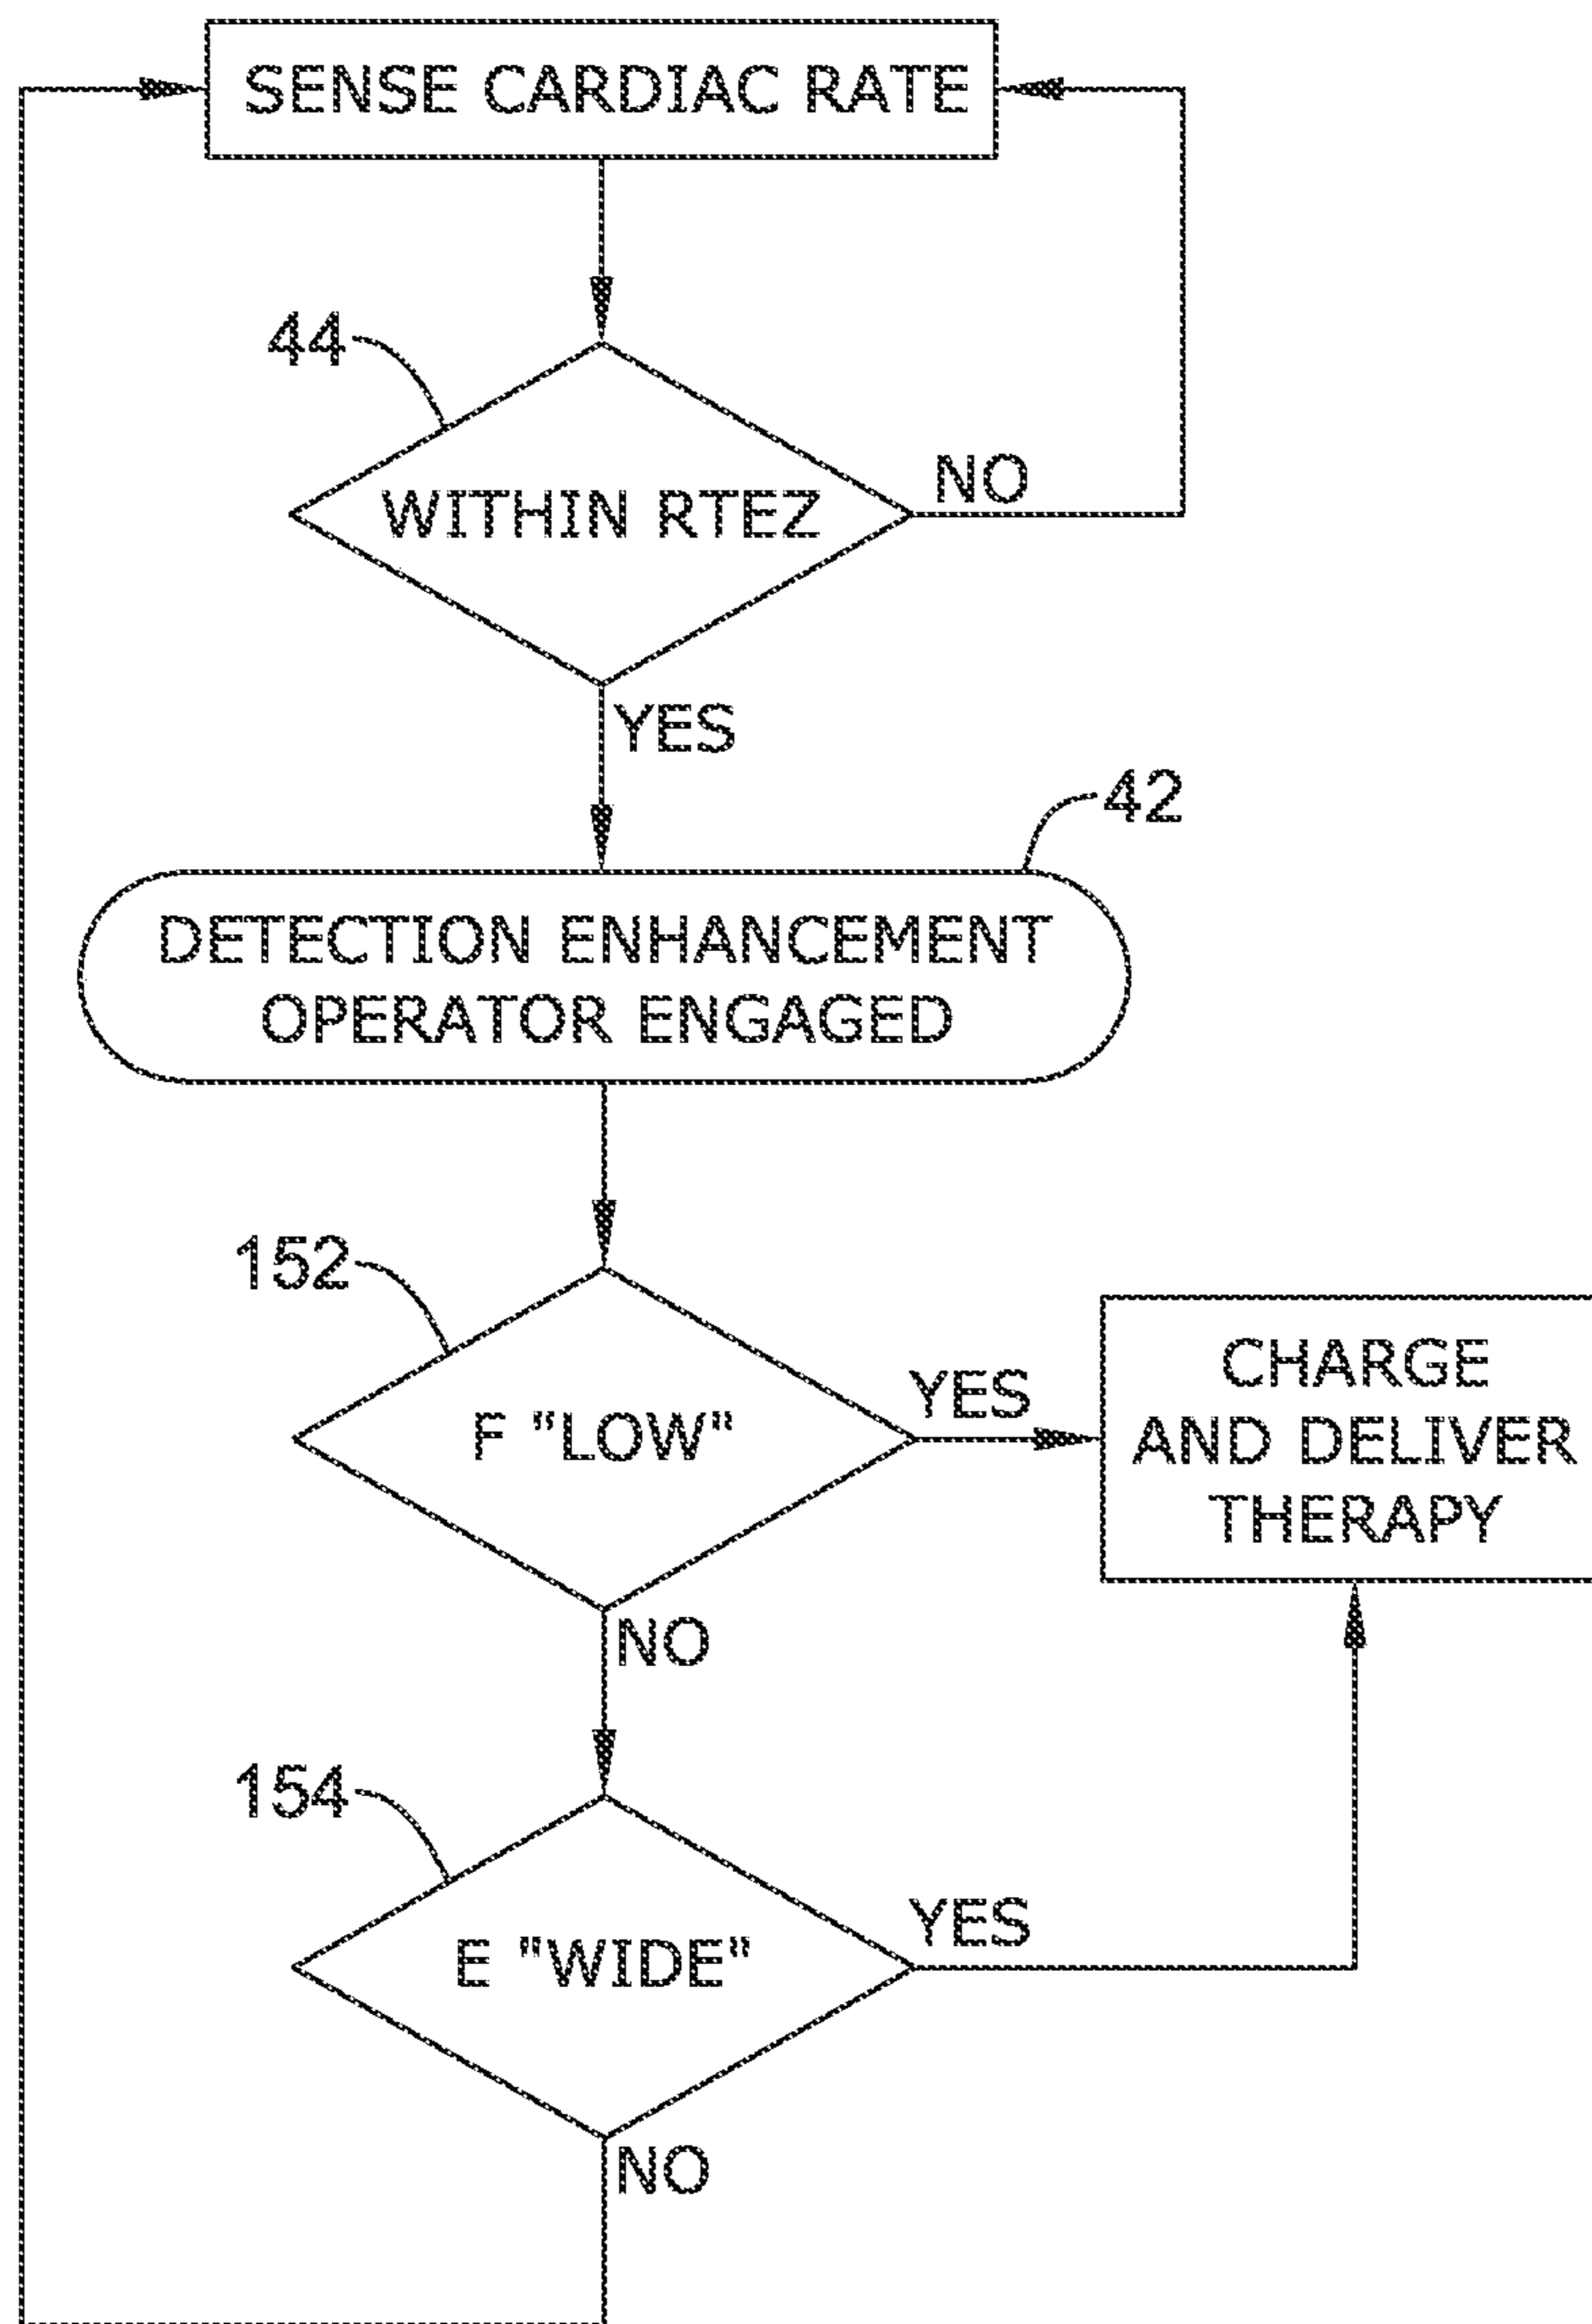 SENSE CARDIAC RATE
44
WITHIN RTEZ
NO
YES
42
DETECTION ENHANCEMENT
OPERATOR ENGAGED
152
F "LOW"
YES
CHARGE
AND DELIVER
THERAPY
NO
154
E "WIDE"
YES
NO